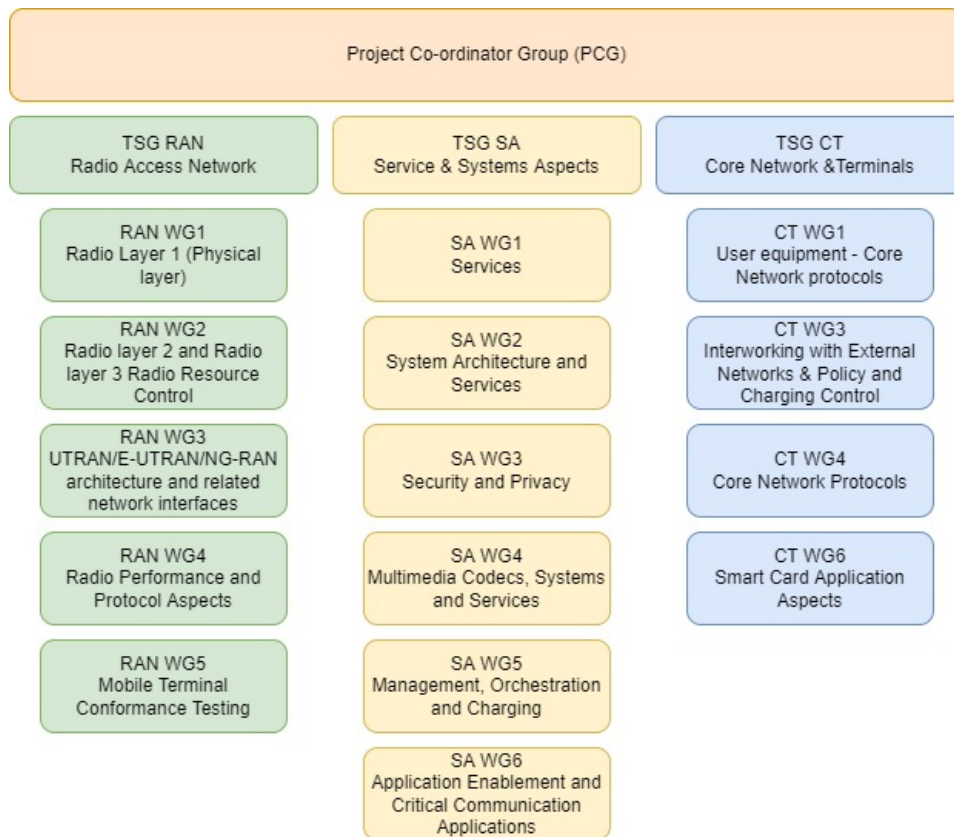 Project Co-ordinator Group (PCG)
TSG RAN
Radio Access Network
TSG SA
Service & Systems Aspects
TSG CT
Core Network &Terminals
RAN WG1
Radio Layer 1 (Physical
layer)
SA WG1
Services
CT WG1
User equipment - Core
Network protocols
RAN WG2
Radio layer 2 and Radio
layer 3 Radio Resource
Control
SA WG2
System Architecture and
Services
CT WG3
Interworking with External
Networks & Policy and
Charging Control
RAN WG3
UTRAN/E-UTRAN/NG-RAN
architecture and related
network interfaces
SA WG3
Security and Privacy
CT WG4
Core Network Protocols
RAN WG4
Radio Performance and
Protocol Aspects
SA WG4
Multimedia Codecs, Systems
and Services
CT WG6
Smart Card Application
Aspects
RAN WG5
Mobile Terminal
Conformance Testing
SA WG5
Management, Orchestration
and Charging
SA WG6
Application Enablement and
Critical Communication
Applications